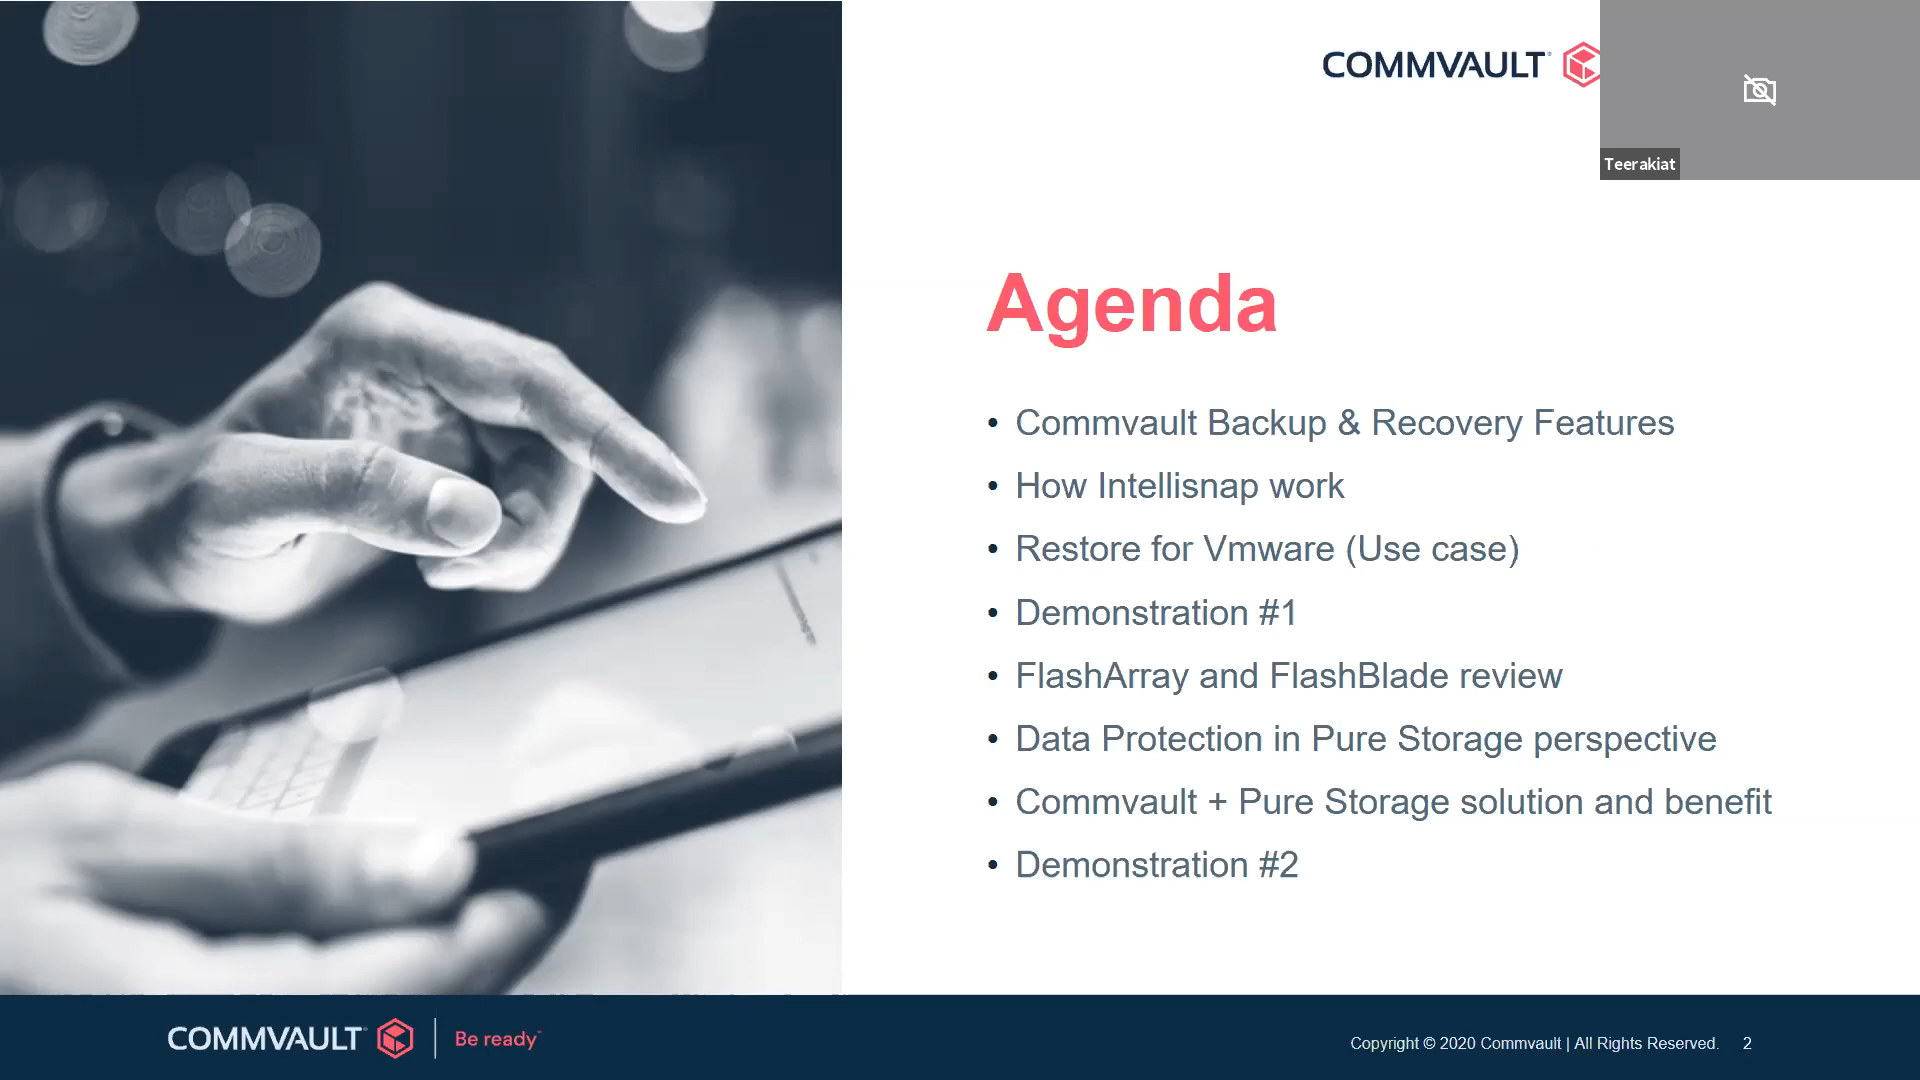 COMMVAULT
Teerakiat
Agenda
• Commvault Backup & Recovery Features
• How Intellisnap work
• Restore for Vmware (Use case)
• Demonstration #1
• FlashArray and FlashBlade review
• Data Protection in Pure Storage perspective
• Commvault + Pure Storage solution and benefit
• Demonstration #2
COMMVAULT | Be ready™
Copyright © 2020 Commvault | All Rights Reserved. 2